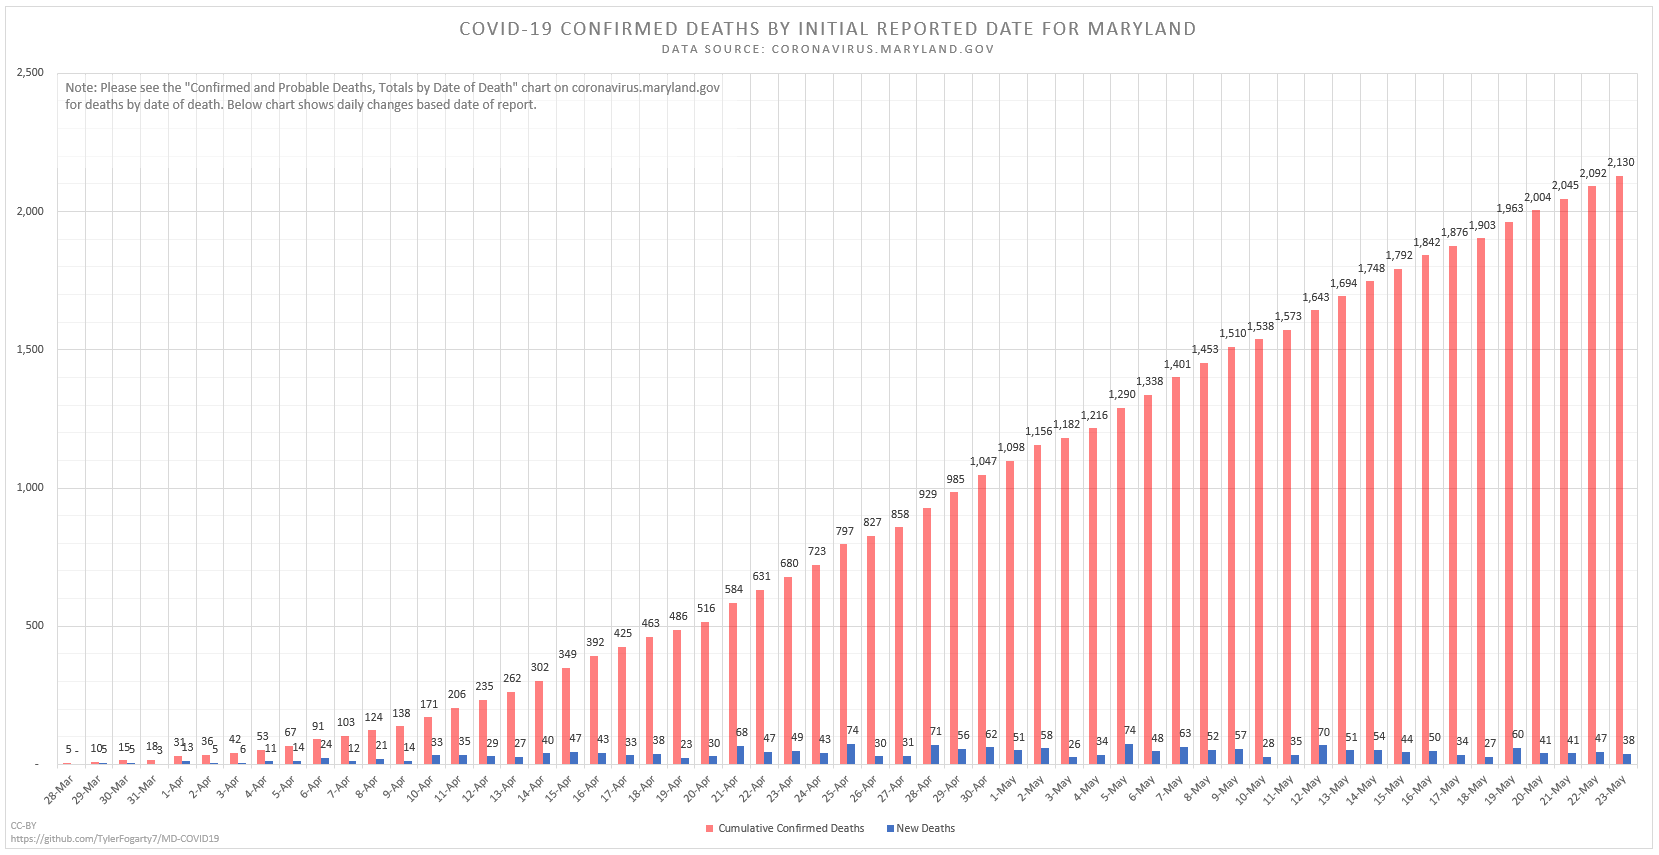 COVID-19 CONFIRMED DEATHS BY INITIAL REPORTED DATE FOR MARYLAND
DATA SOURCE: CORONAVIRUS.MARYLAND.GOV
Note: Please see the "Confirmed and Probable Deaths, Totals by Date of Death" chart on coronavirus.maryland.gov
for deaths by date of death. Below chart shows daily changes based date of report.
2,500
2,000
1,500
1,000
500
-
5 10 15 18 31 36 42 53 67 91 103 124 138 171 206 235 262 302 349 392 425 463 486 516 584 631 680 723 797 827 858 929 985 1,047 1,098 1,156 1,182 1,216 1,290 1,338 1,401 1,453 1,510 1,538 1,573 1,643 1,694 1,748 1,792 1,842 1,876 1,903 1,963 2,004 2,045 2,092 2,130
- 5 5 3 13 5 6 11 14 24 12 21 14 33 35 29 27 40 47 43 33 38 23 30 68 47 49 43 74 30 31 71 56 62 51 58 26 34 74 48 63 52 57 28 35 70 51 54 44 50 34 27 60 41 41 47 38
28-Mar 29-Mar 30-Mar 31-Mar 1-Apr 2-Apr 3-Apr 4-Apr 5-Apr 6-Apr 7-Apr 8-Apr 9-Apr 10-Apr 11-Apr 12-Apr 13-Apr 14-Apr 15-Apr 16-Apr 17-Apr 18-Apr 19-Apr 20-Apr 21-Apr 22-Apr 23-Apr 24-Apr 25-Apr 26-Apr 27-Apr 28-Apr 29-Apr 30-Apr 1-May 2-May 3-May 4-May 5-May 6-May 7-May 8-May 9-May 10-May 11-May 12-May 13-May 14-May 15-May 16-May 17-May 18-May 19-May 20-May 21-May 22-May 23-May
Cumulative Confirmed Deaths New Deaths
CC-BY
https://github.com/TylerFogarty7/MD-COVID19